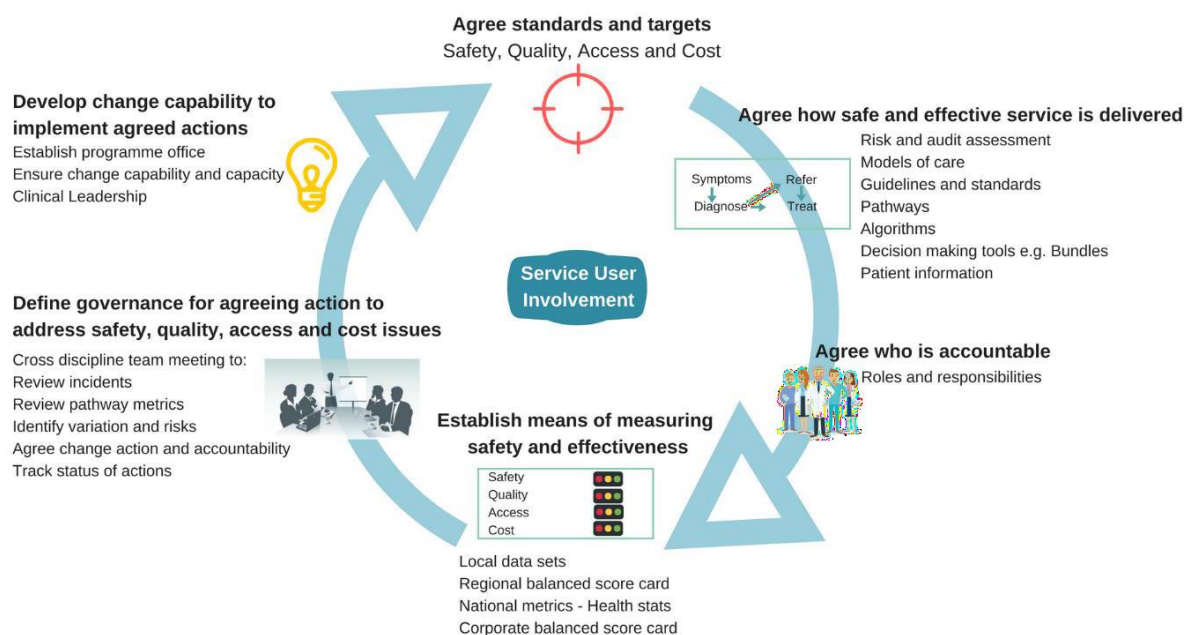 Agree standards and targets
Safety, Quality, Access and Cost
Agree how safe and effective service is delivered
Risk and audit assessment
Models of care
Guidelines and standards
Pathways
Algorithms
Decision making tools e.g. Bundles
Patient information
Symptoms
Refer
Diagnose
Treat
Agree who is accountable
Roles and responsibilities
Establish means of measuring
safety and effectiveness
Safety
Quality
Access
Cost
Local data sets
Regional balanced score card
National metrics - Health stats
Corporate balanced score card
Define governance for agreeing action to
address safety, quality, access and cost issues
Cross discipline team meeting to:
Review incidents
Review pathway metrics
Identify variation and risks
Agree change action and accountability
Track status of actions
Develop change capability to
implement agreed actions
Establish programme office
Ensure change capability and capacity
Clinical Leadership
Service User
Involvement